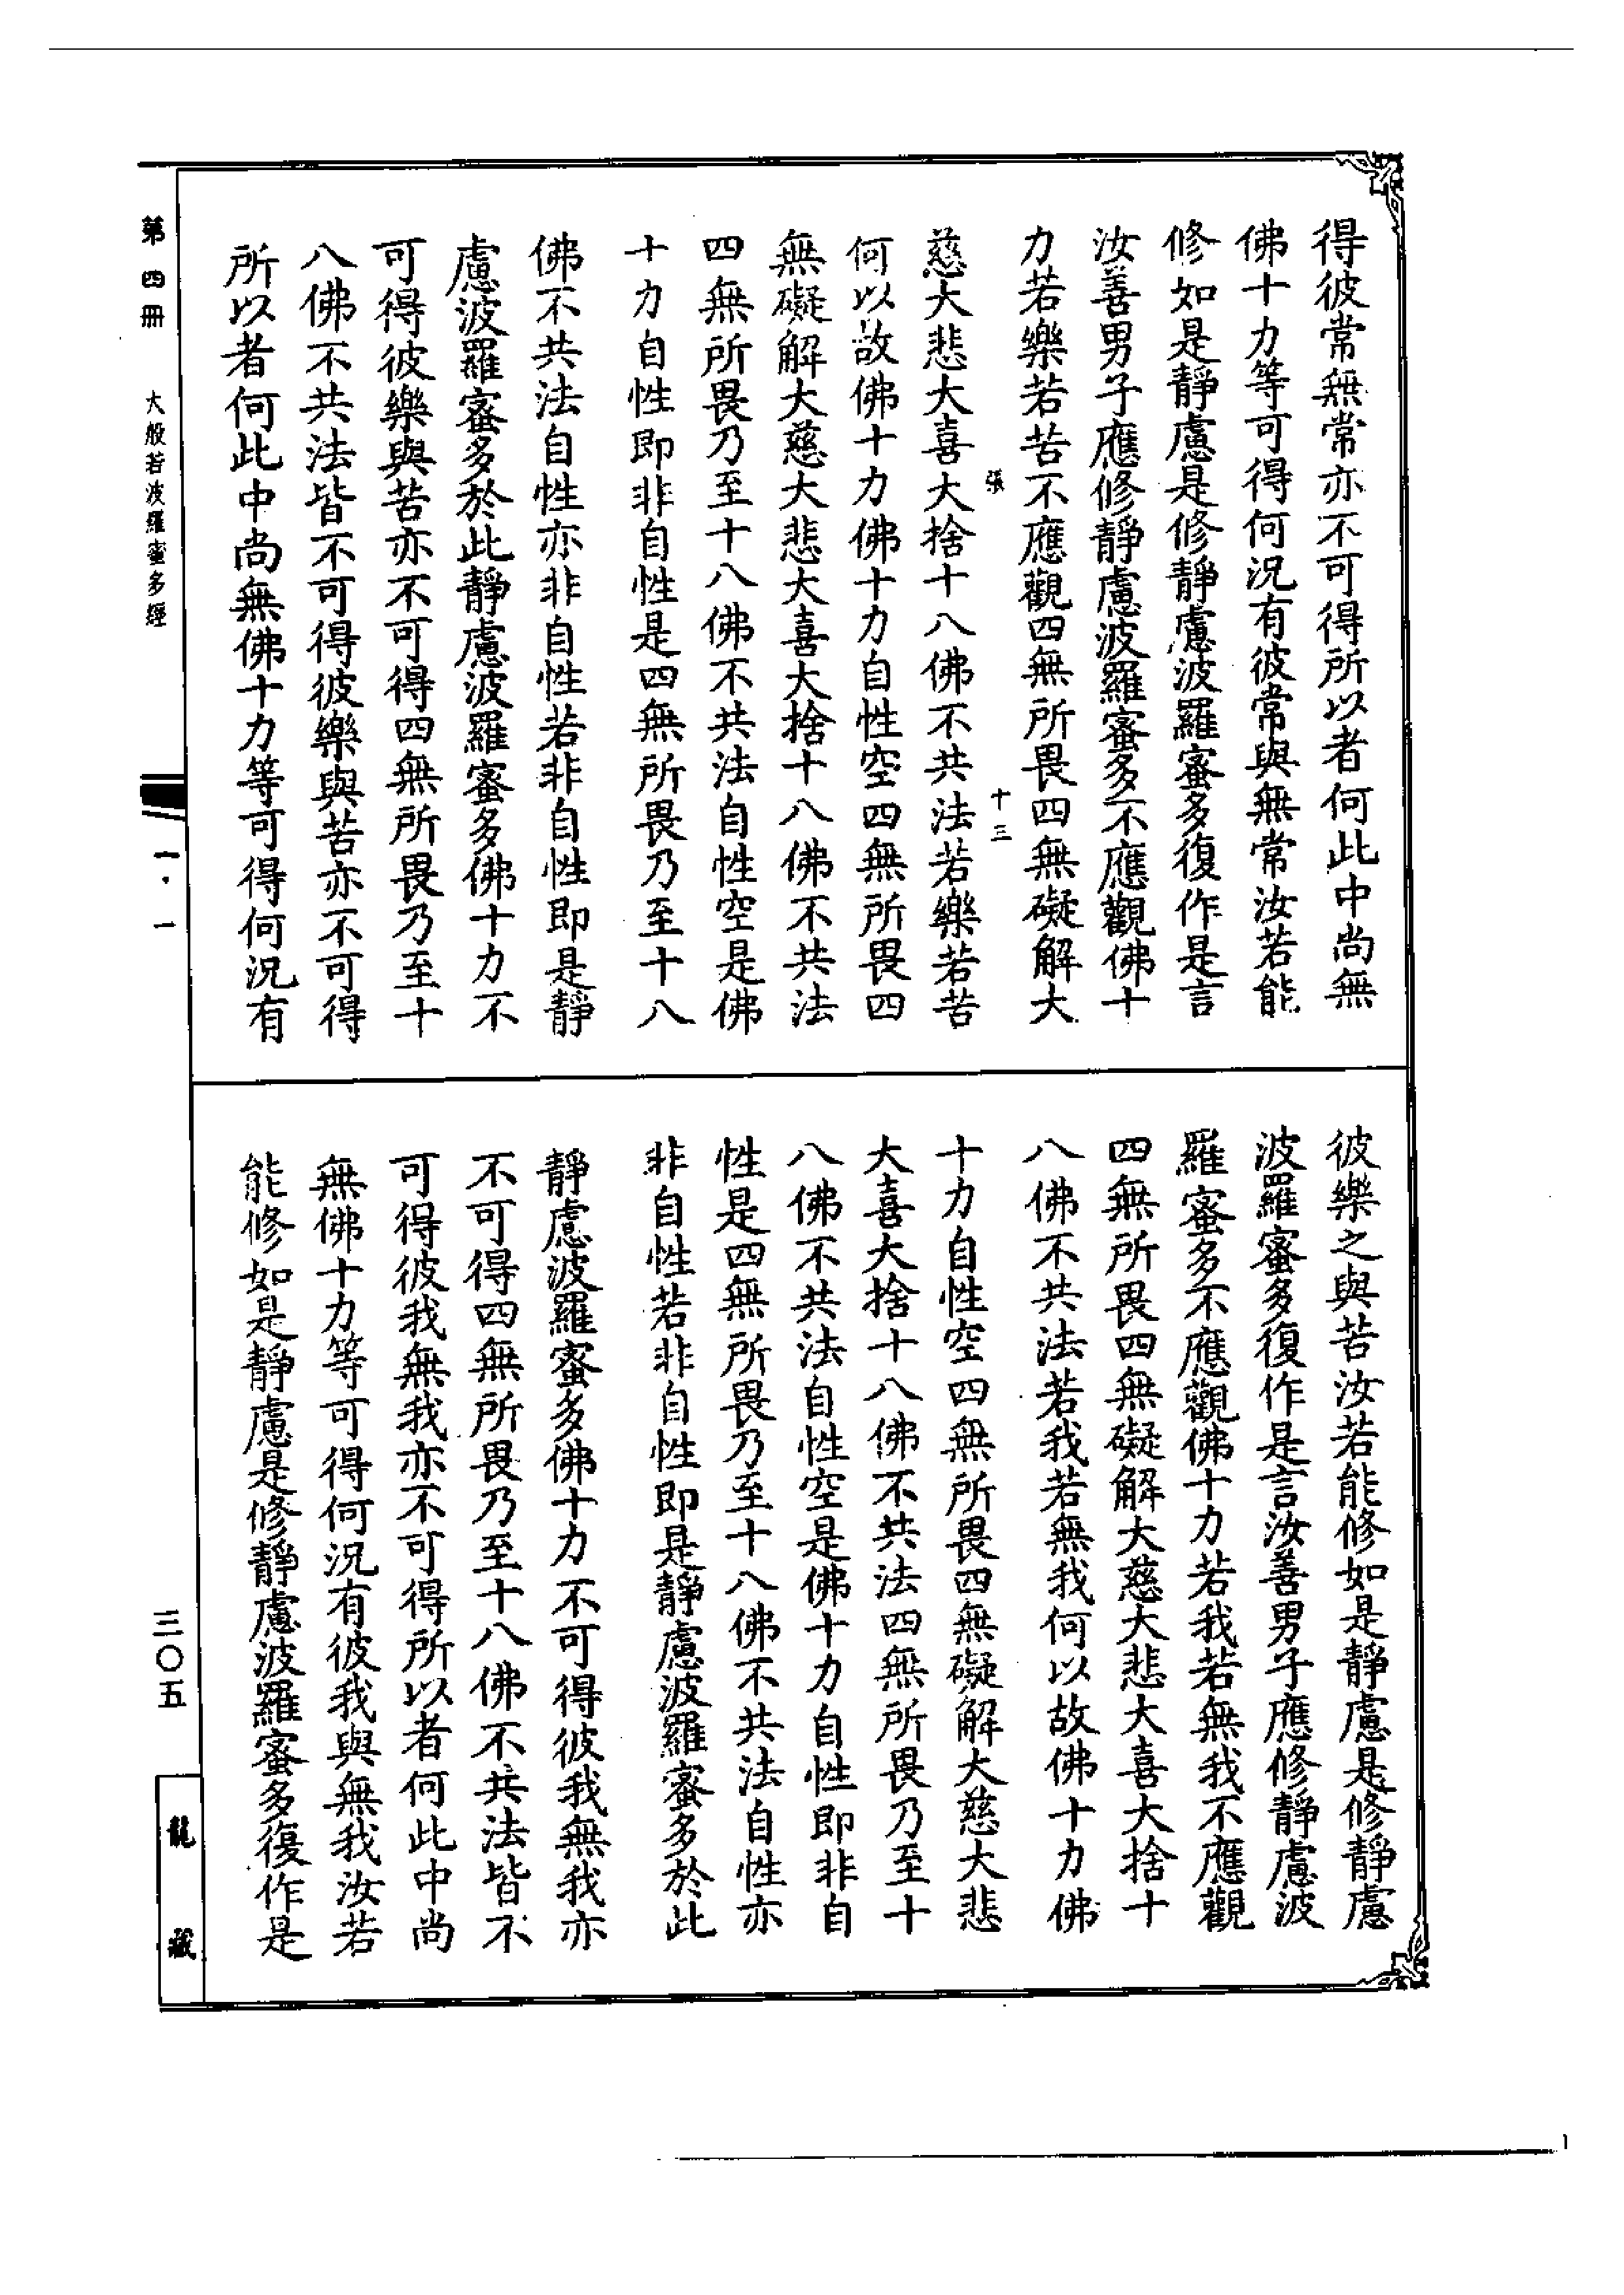 得彼常無常亦不可得所以者何此中尚無
佛十力等可得何況有彼常與無常汝若能
修如是靜慮是修靜慮波羅蜜多復作是言
汝善男子應修靜慮波羅蜜多不應觀佛十
力若樂若苦不應觀四無所畏四無礙解大
張
十三
慈大悲大喜大捨十八佛不共法若樂若苦
何以故佛十力佛十力自性空四無所畏四
無礙解大慈大悲大喜大捨十八佛不共法
四無所畏乃至十八佛不共法自性空是佛
十力自性即非自性是四無所畏乃至十八
佛不共法自性亦非自性若非自性即是靜
慮波羅蜜多於此靜慮波羅蜜多佛十力不
可得彼樂與苦亦不可得四無所畏乃至十
八佛不共法皆不可得彼樂與苦亦不可得
所以者何此中尚無佛十力等可得何況有
彼樂之與苦汝若能修如是靜慮是修靜慮
波羅蜜多復作是言汝善男子應修靜慮波
羅蜜多不應觀佛十力若我若無我不應觀
四無所畏四無礙解大慈大悲大喜大捨十
八佛不共法若我若無我何以故佛十力佛
十力自性空四無所畏四無礙解大慈大悲
大喜大捨十八佛不共法四無所畏乃至十
八佛不共法自性空是佛十力自性即非自
性是四無所畏乃至十八佛不共法自性亦
非自性若非自性即是靜慮波羅蜜多於此
靜慮波羅蜜多佛十力不可得彼我無我亦
不可得四無所畏乃至十八佛不共法皆不
可得彼我無我亦不可得所以者何此中尚
無佛十力等可得何況有彼我與無我汝若
能修如是靜慮是修靜慮波羅蜜多復作是
第四冊
大般若波羅蜜多經
一·一
三〇五
龍藏
1